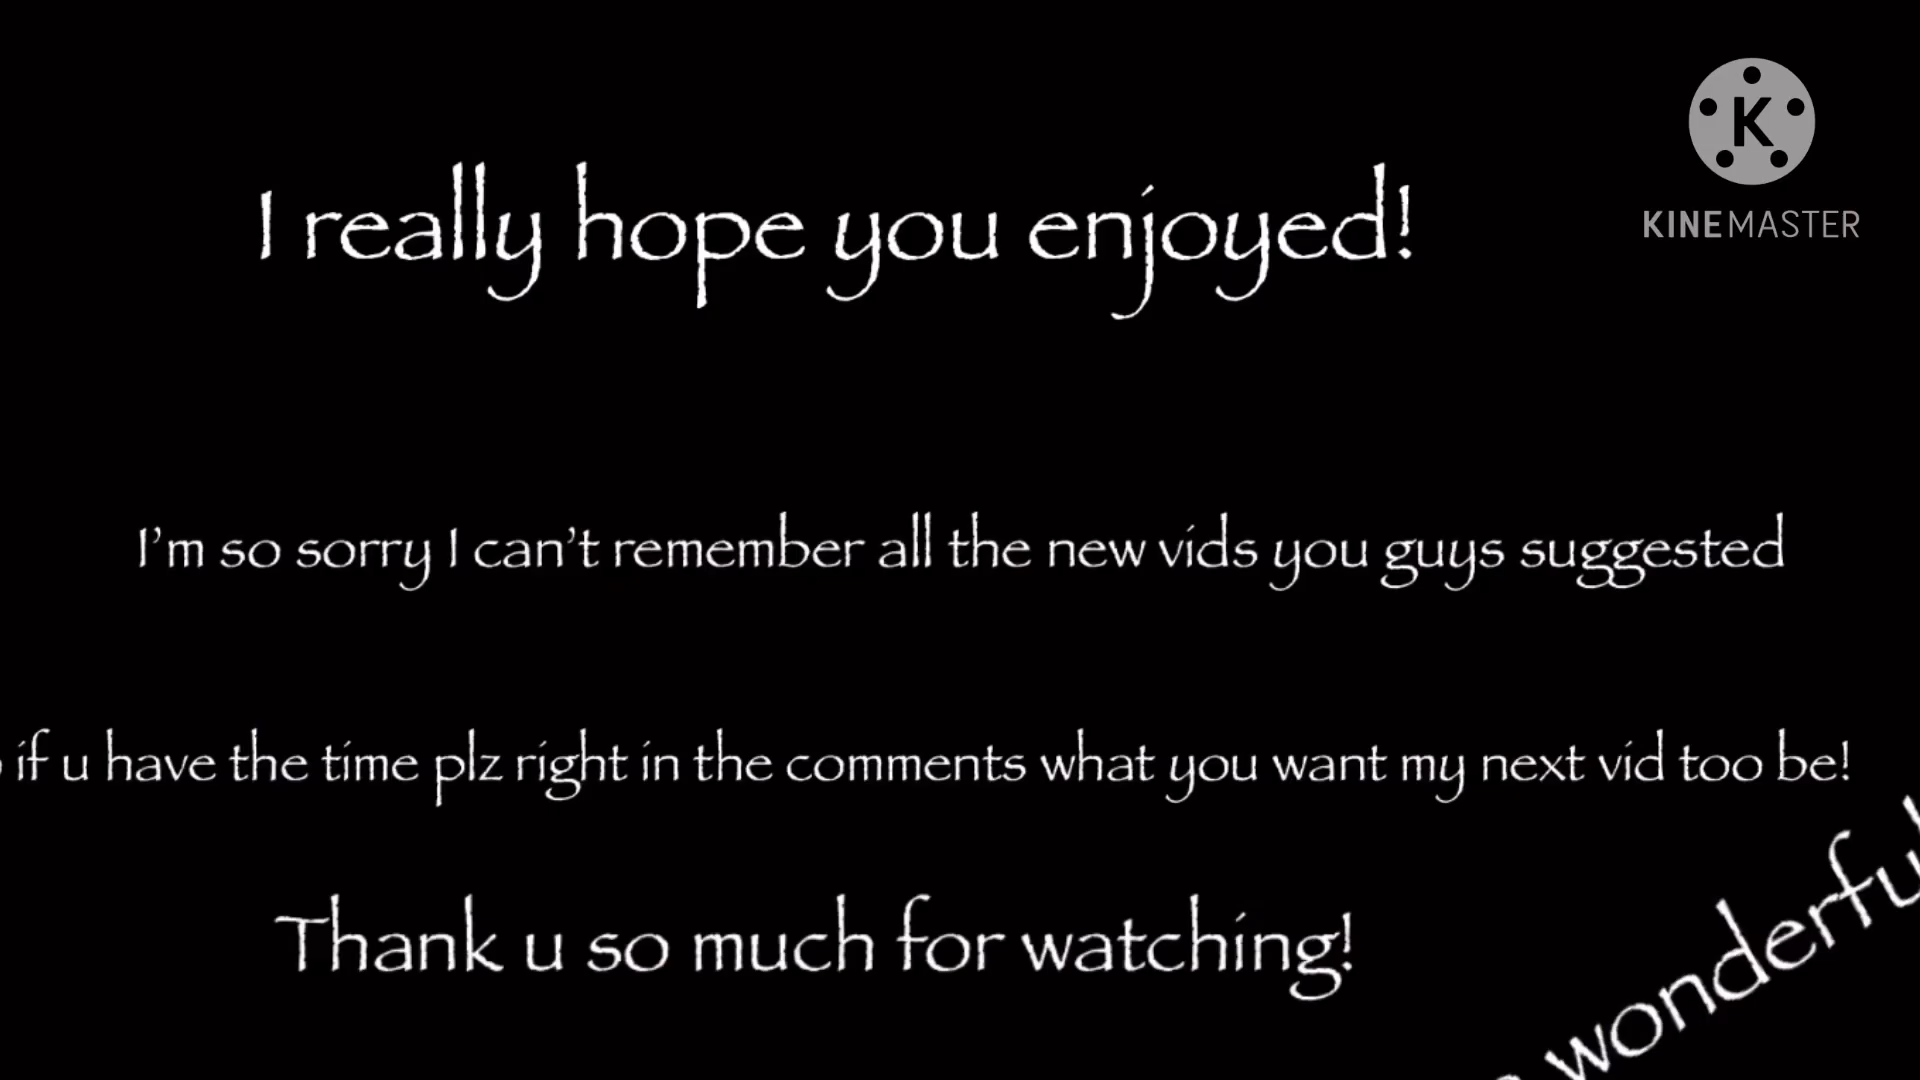 K
KINEMASTER
I really hope you enjoyed!
I'm so sorry I can't remember all the new vids you guys suggested
if u have the time plz right in the comments what you want my next vid too be!
Thank u so much for watching!
wonderful